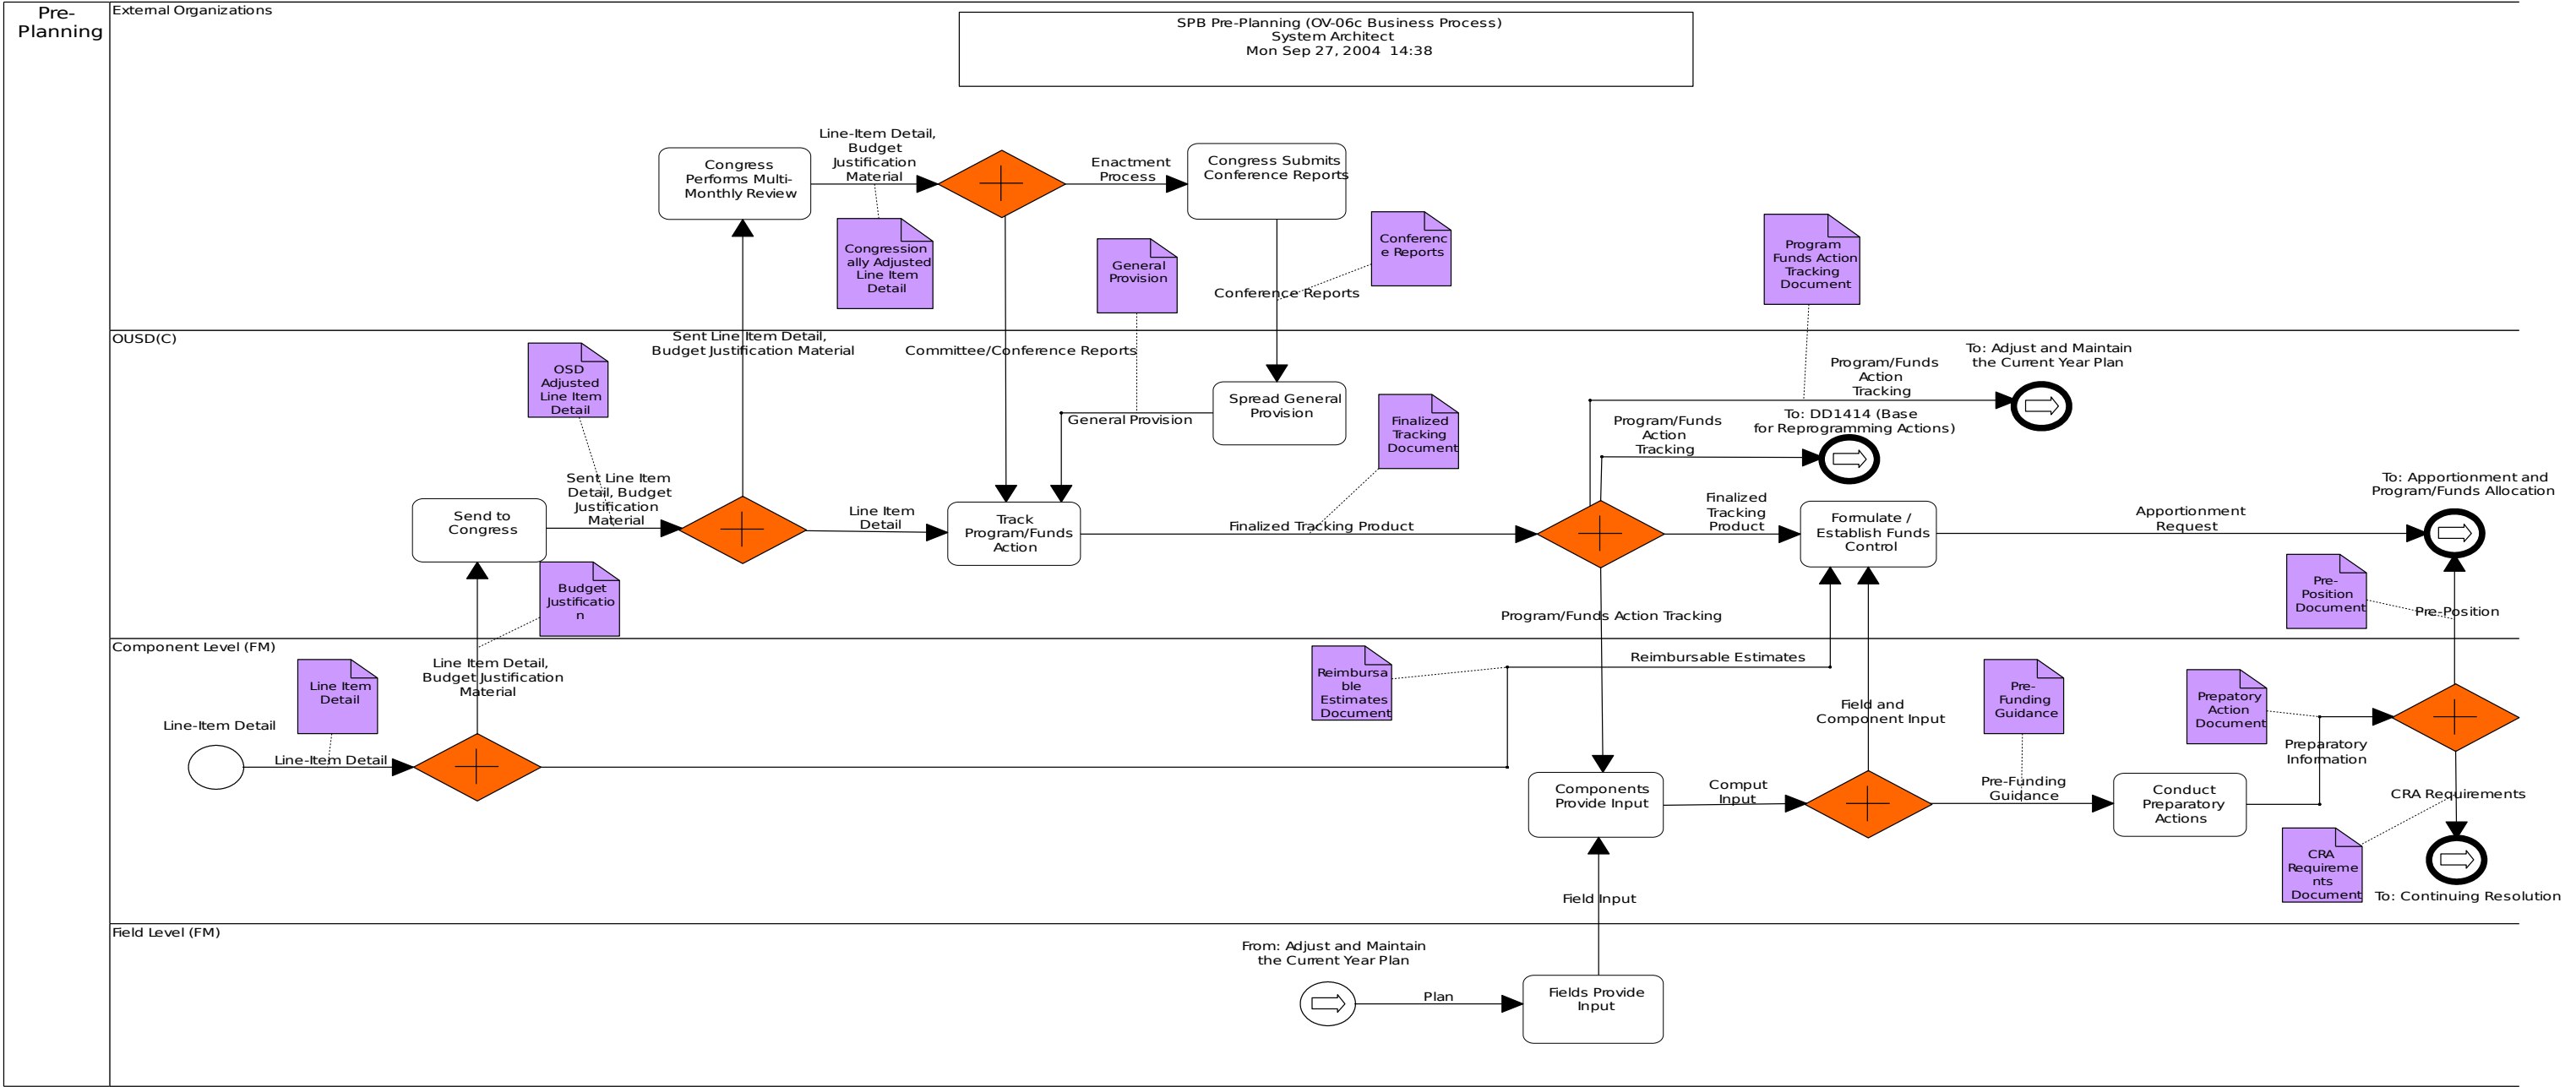 Pre-
Planning
External Organizations
SPB Pre-Planning (OV-06c Business Process)
System Architect
Mon Sep 27, 2004  14:38
Congress
Performs Multi-
Monthly Review
Line-Item Detail,
Budget
Justification
Material
Enactment
Process
Congress Submits
Conference Reports
Congression
ally Adjusted
Line Item
Detail
General
Provision
Conferenc
e Reports
Conference Reports
Program
Funds Action
Tracking
Document
OUSD(C)
Sent Line Item Detail,
Budget Justification Material
Committee/Conference Reports
OSD
Adjusted
Line Item
Detail
Spread General
Provision
General Provision
Finalized
Tracking
Document
Program/Funds
Action
Tracking
To: Adjust and Maintain
the Current Year Plan
Program/Funds
Action
Tracking
To: DD1414 (Base
for Reprogramming Actions)
Send to
Congress
Sent Line Item
Detail, Budget
Justification
Material
Line Item
Detail
Track
Program/Funds
Action
Finalized Tracking Product
Finalized
Tracking
Product
Formulate /
Establish Funds
Control
Apportionment
Request
To: Apportionment and
Program/Funds Allocation
Budget
Justificatio
n
Program/Funds Action Tracking
Pre-
Position
Document
Pre-Position
Component Level (FM)
Line Item
Detail
Line Item Detail,
Budget Justification
Material
Line-Item Detail
Line-Item Detail
Reimbursa
ble
Estimates
Document
Reimbursable Estimates
Field and
Component Input
Pre-
Funding
Guidance
Prepatory
Action
Document
Preparatory
Information
Components
Provide Input
Comput
Input
Pre-Funding
Guidance
Conduct
Preparatory
Actions
CRA Requirements
CRA
Requireme
nts
Document
To: Continuing Resolution
Field Input
Field Level (FM)
From: Adjust and Maintain
the Current Year Plan
Plan
Fields Provide
Input